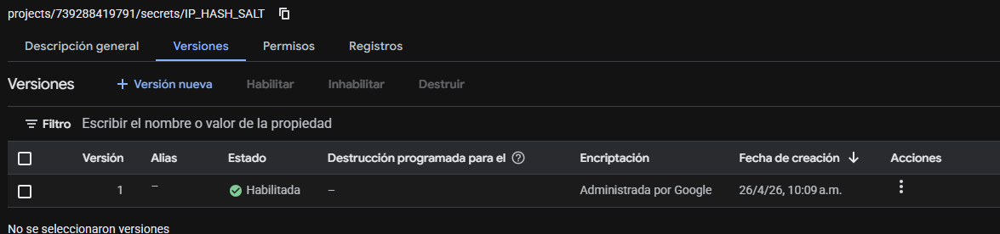 projects/739288419791/secrets/IP_HASH_SALT
Descripción general Versiones Permisos Registros
Versiones + Versión nueva Habilitar Inhabilitar Destruir
Filtro Escribir el nombre o valor de la propiedad
Versión Alias Estado Destrucción programada para el Encriptación Fecha de creación Acciones
1 – Habilitada – Administrada por Google 26/4/26, 10:09 a.m.
No se seleccionaron versiones